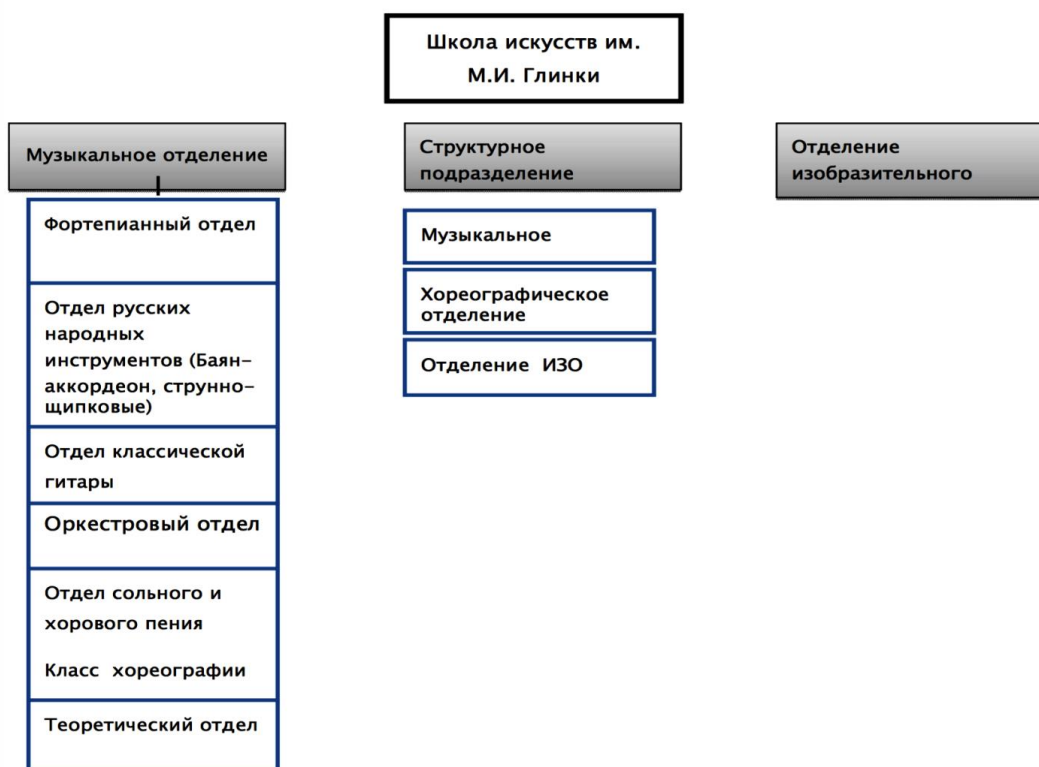 Школа искусств им.
М.И. Глинки
Музыкальное отделение
Фортепианный отдел
Отдел русских
народных
инструментов (Баян-
аккордеон, струнно-
щипковые)
Отдел классической
гитары
Оркестровый отдел
Отдел сольного и
хорового пения
Класс хореографии
Теоретический отдел
Структурное
подразделение
Музыкальное
Хореографическое
отделение
Отделение ИЗО
Отделение
изобразительного